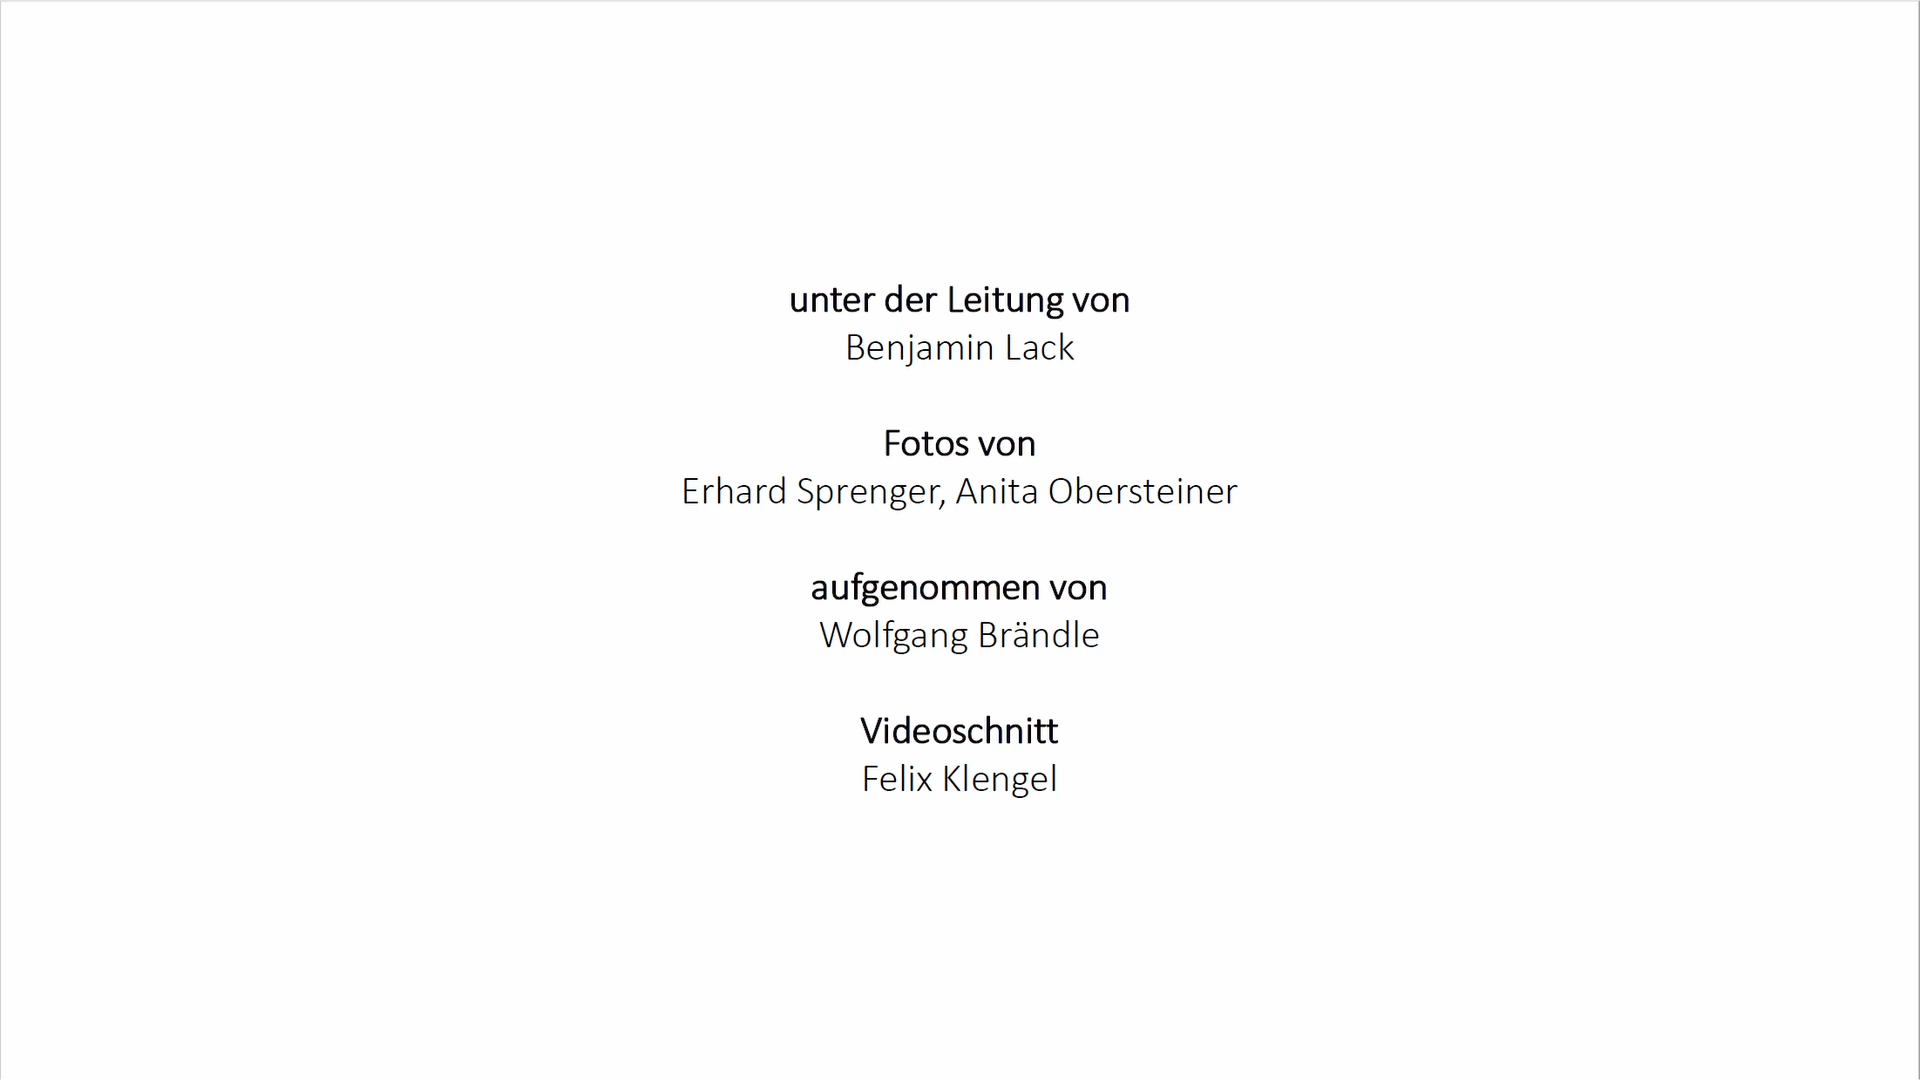 unter der Leitung von
Benjamin Lack
Fotos von
Erhard Sprenger, Anita Obersteiner
aufgenommen von
Wolfgang Brändle
Videoschnitt
Felix Klengel